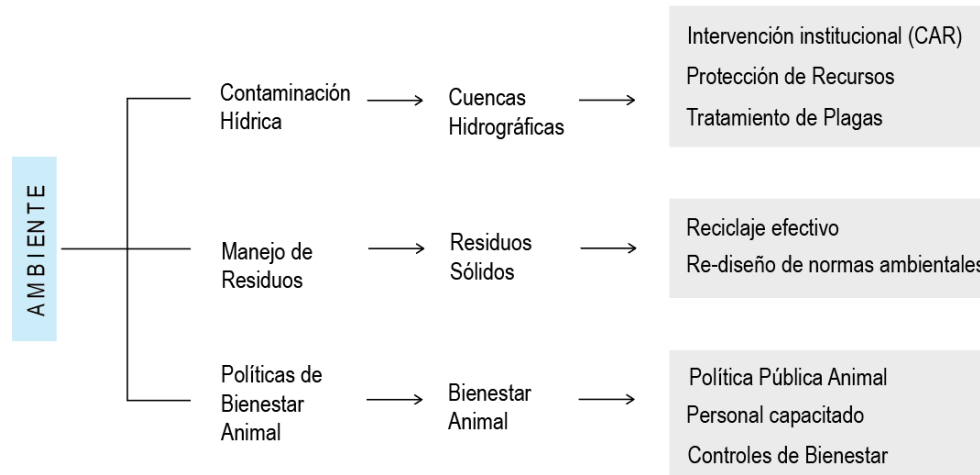 AMBIENTE
Contaminación
Hídrica
Cuencas
Hidrográficas
Intervención institucional (CAR)
Protección de Recursos
Tratamiento de Plagas
Manejo de
Residuos
Residuos
Sólidos
Reciclaje efectivo
Re-diseño de normas ambientales
Políticas de
Bienestar
Animal
Bienestar
Animal
Política Pública Animal
Personal capacitado
Controles de Bienestar